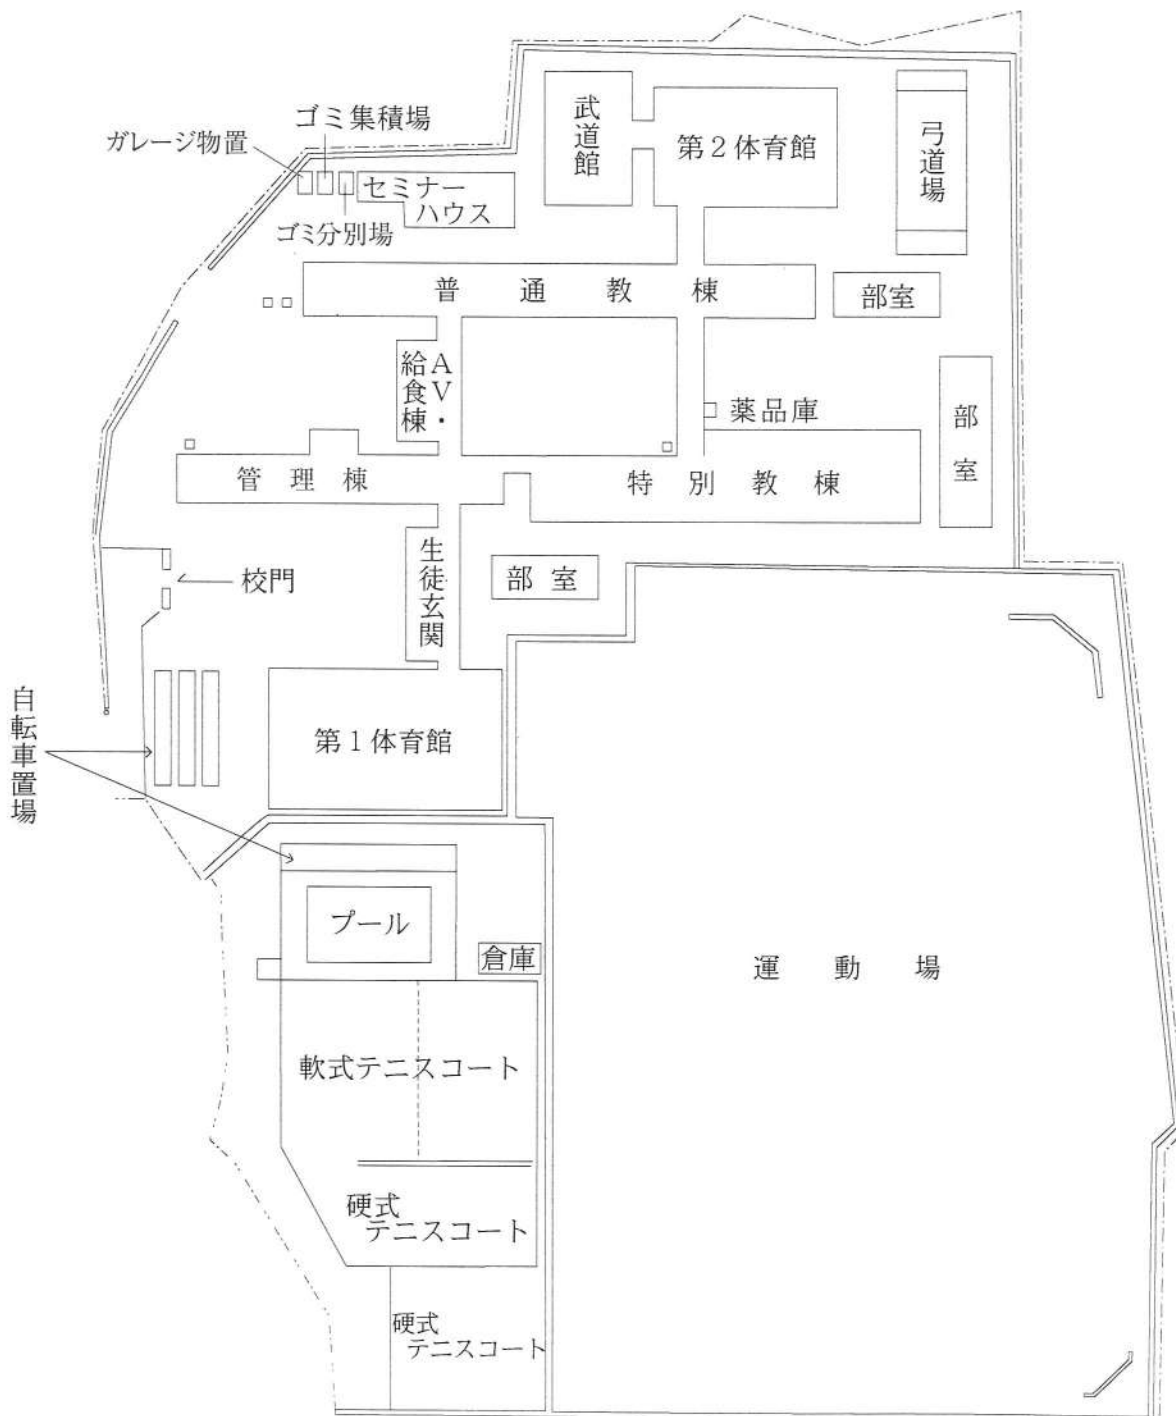 ゴミ集積場
ガレージ物置
武道館
第2体育館
弓道場
セミナー
ハウス
ゴミ分別場
普通教棟
部室
AV・
給食棟
薬品庫
部室
管理棟
特別教棟
生徒玄関
部室
校門
自転車置場
第1体育館
プール
倉庫
運動場
軟式テニスコート
硬式
テニスコート
硬式
テニスコート